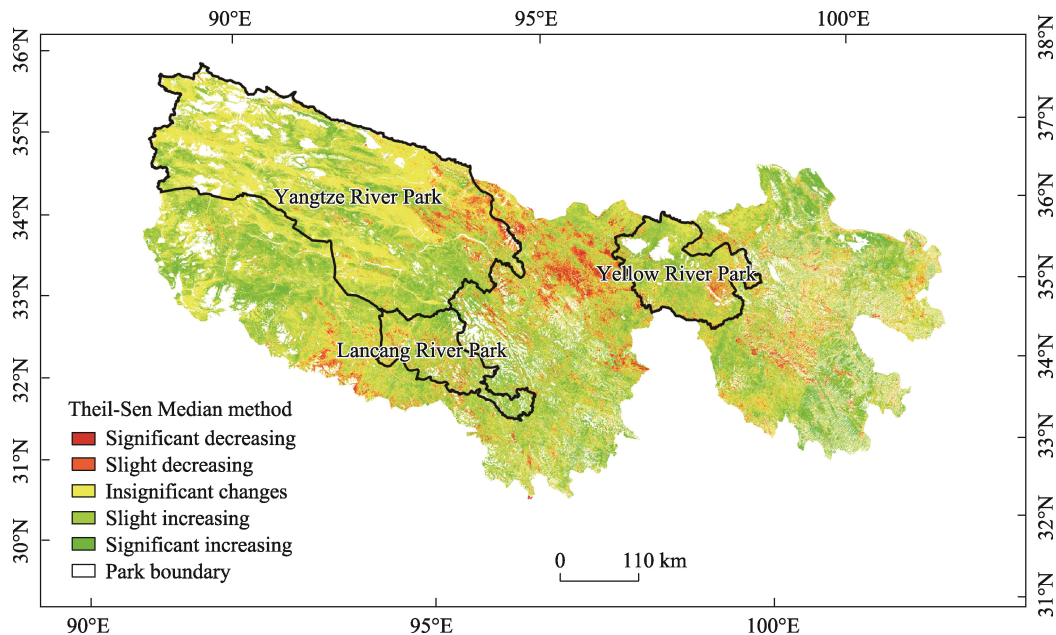 90°E 95°E 100°E
36°N
35°N
34°N
33°N
32°N
31°N
30°N
38°N
37°N
36°N
35°N
34°N
33°N
32°N
31°N
Yangtze River Park
Yellow River Park
Lancang River Park
Theil-Sen Median method
Significant decreasing
Slight decreasing
Insignificant changes
Slight increasing
Significant increasing
Park boundary
0 110 km
90°E 95°E 100°E